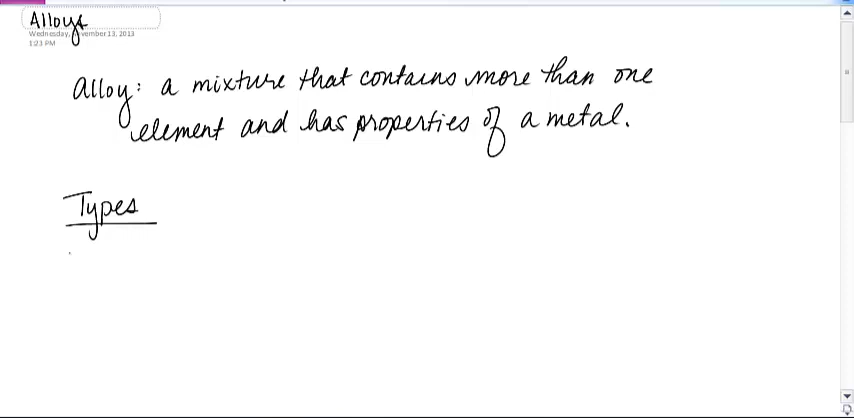 Alloys
Wednesday, November 13, 2013
1:23 PM
Alloy: a mixture that contains more than one
element and has properties of a metal.
Types